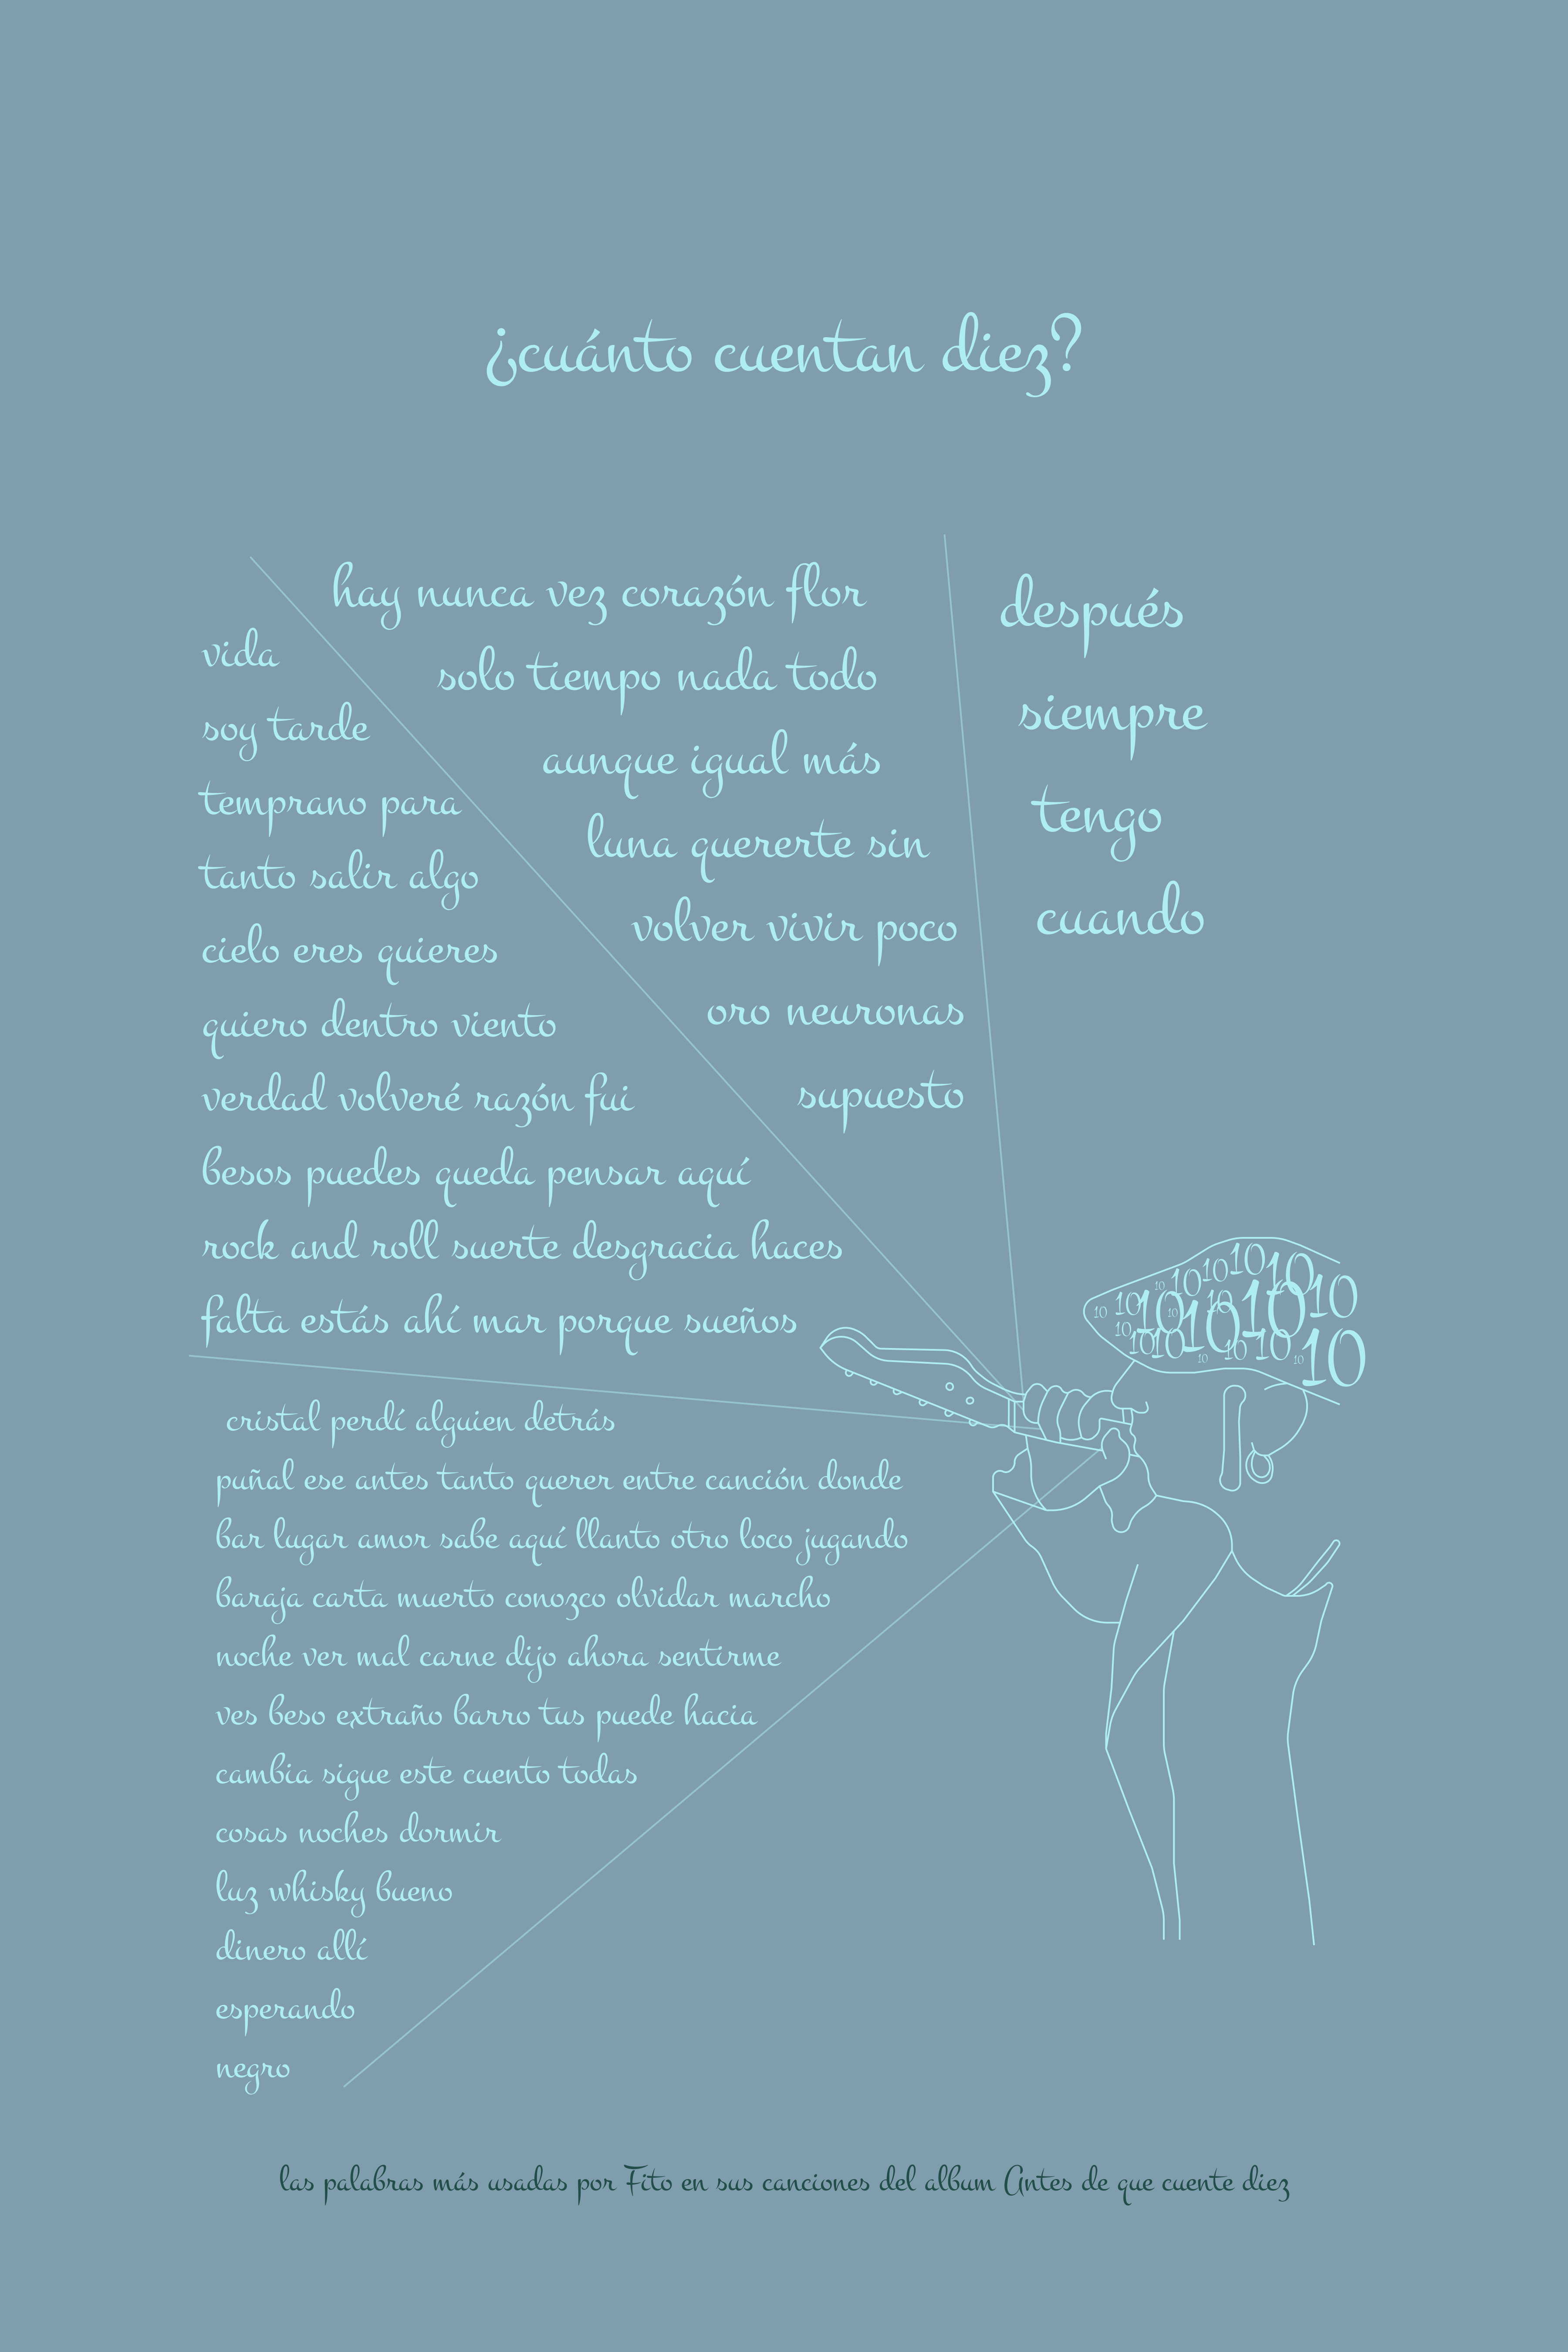 ¿cuánto cuentan diez?
vida
soy tarde
temprano para
tanto salir algo
cielo eres quieres
quiero dentro viento
verdad volveré razón fui
besos puedes queda pensar aquí
rock and roll suerte desgracia haces
falta estás ahí mar porque sueños
hay nunca vez corazón flor
solo tiempo nada todo
aunque igual más
luna quererte sin
volver vivir poco
oro neuronas
supuesto
después
siempre
tengo
cuando
cristal perdí alguien detrás
puñal ese antes tanto querer entre canción donde
bar lugar amor sabe aquí llanto otro loco jugando
baraja carta muerto conozco olvidar marcho
noche ver mal carne dijo ahora sentirme
ves beso extraño barro tus puede hacia
cambia sigue este cuento todas
cosas noches dormir
luz whisky bueno
dinero allí
esperando
negro
10 10 10 10 10 10
10 10 10 10 10 10 10 10
10 10 10 10 10 10 10 10 10
las palabras más usadas por Fito en sus canciones del album Antes de que cuente diez